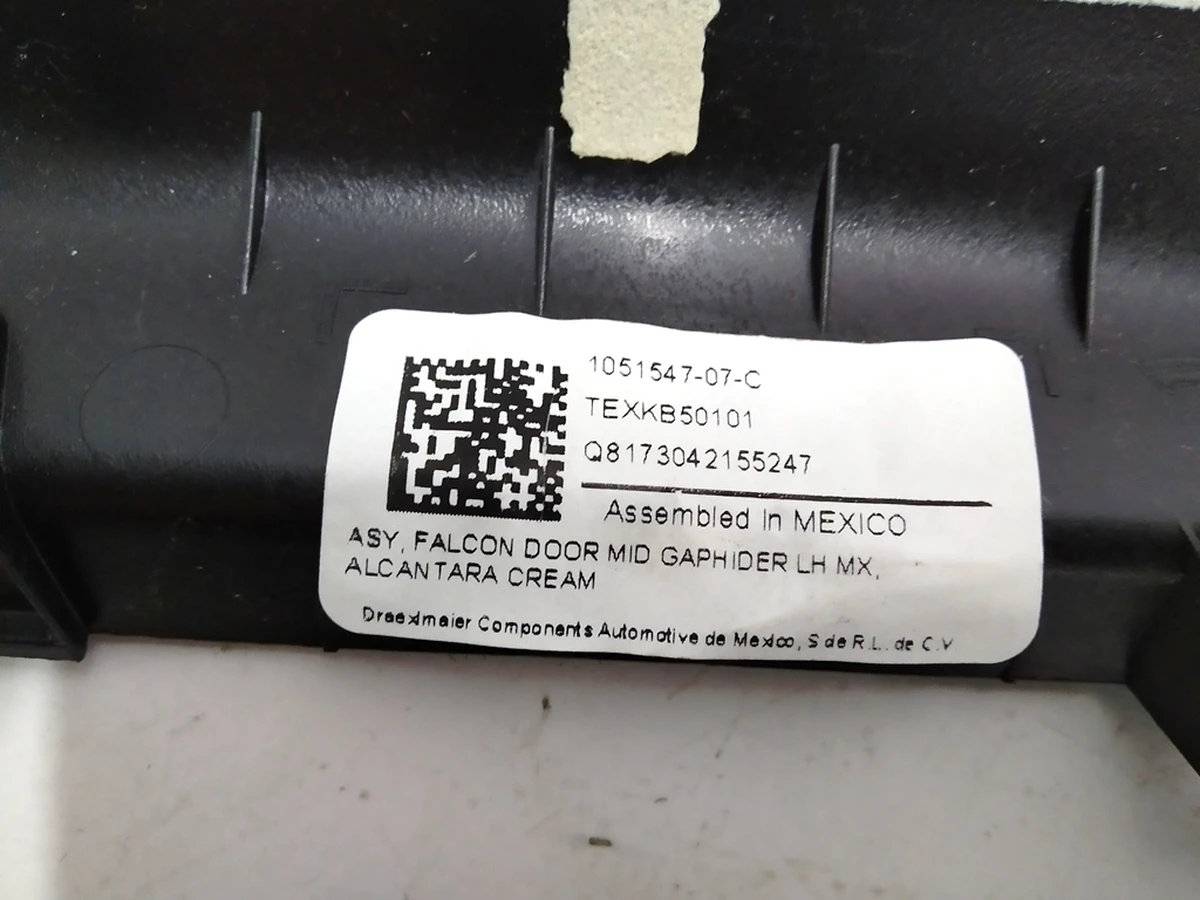 1051547-07-C
TEXKB50101
Q8173042155247
Assembled In MEXICO
ASY, FALCON DOOR MID GAPHIDER LH MX,
ALCANTARA CREAM
Draexlmaier Components Automotive de Mexico, S de R.L. de C.V